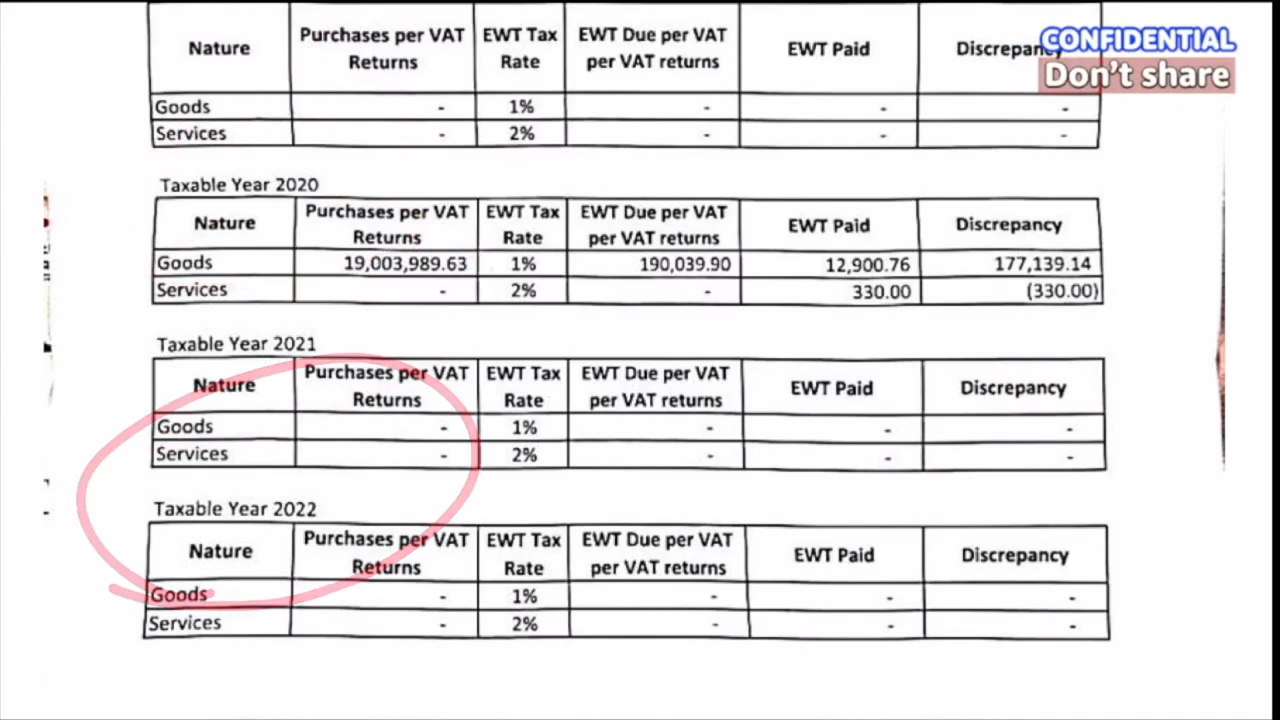 CONFIDENTIAL
Don't share
Nature Purchases per VAT Returns EWT Tax Rate EWT Due per VAT per VAT returns EWT Paid Discrepancy
Goods - 1% - - -
Services - 2% - - -
Taxable Year 2020
Nature Purchases per VAT Returns EWT Tax Rate EWT Due per VAT per VAT returns EWT Paid Discrepancy
Goods 19,003,989.63 1% 190,039.90 12,900.76 177,139.14
Services - 2% - 330.00 (330.00)
Taxable Year 2021
Nature Purchases per VAT Returns EWT Tax Rate EWT Due per VAT per VAT returns EWT Paid Discrepancy
Goods - 1% - - -
Services - 2% - - -
Taxable Year 2022
Nature Purchases per VAT Returns EWT Tax Rate EWT Due per VAT per VAT returns EWT Paid Discrepancy
Goods - 1% - - -
Services - 2% - - -